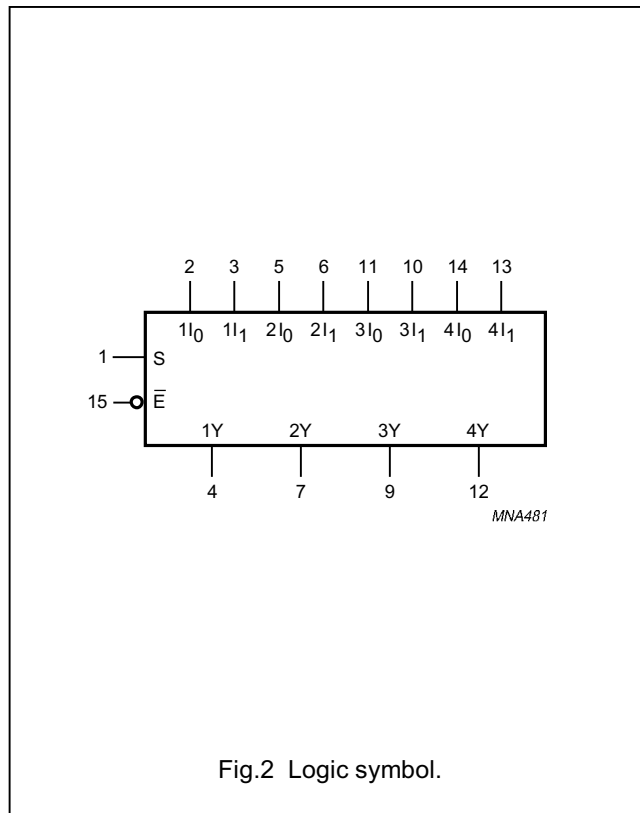 2 3 5 6 11 10 14 13
1I₀ 1I₁ 2I₀ 2I₁ 3I₀ 3I₁ 4I₀ 4I₁
1 S
15 E̅
1Y 2Y 3Y 4Y
4 7 9 12
MNA481
Fig.2 Logic symbol.